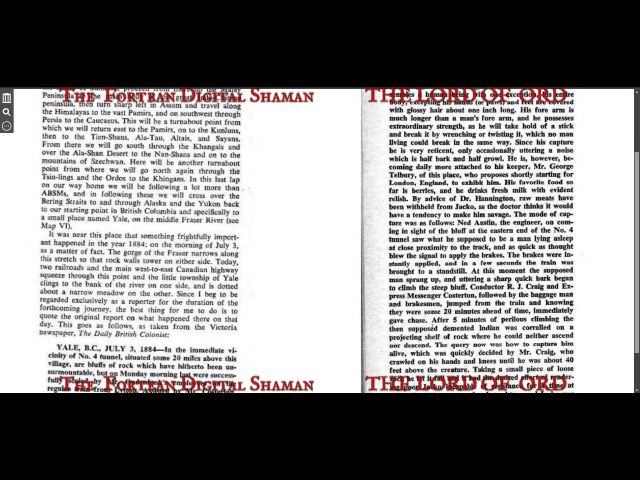 THE FORTEAN DIGITAL SHAMAN
peninsula, then turn sharp left in Assam and travel along
the Himalayas to the vast Pamirs, and on southwest through
Persia to the Caucasus. This will be a turnabout point from
which we will return east to the Pamirs, on to the Kunluns,
then to the Tian-Shans, Ala-Tau, Altais, and Sayans.
From there we will go south through the Khangais and
over the Ala-Shan Desert to the Nan-Shans and on to the
mountains of Szechwan. Here will be another turnabout
point from where we will go north again through the
Tsin-lings and the Ordos to the Khingans. In this last lap
on our way home we will be following a lot more than
ABSMs, and in following these we will cross over the
Bering Straits to and through Alaska and the Yukon back
to our starting point in British Columbia and specifically to
a small place named Yale, on the middle Fraser River (see
Map VI).
It was near this place that something frightfully import-
ant happened in the year 1884; on the morning of July 3,
as a matter of fact. The gorge of the Fraser narrows along
this stretch so that rock walls tower on either side. Today,
two railroads and the main west-to-east Canadian highway
squeeze through this point and the little township of Yale
clings to the bank of the river on one side, and is dotted
about a narrow meadow on the other. Since I beg to be
regarded exclusively as a reporter for the duration of the
forthcoming journey, the best thing for me to do is to
quote the original report on what happened there on that
day. This goes as follows, as taken from the Victoria
newspaper, The Daily British Colonist:
YALE, B.C., JULY 3, 1884—In the immediate vi-
cinity of No. 4 tunnel, situated some 20 miles above this
village, are bluffs of rock which have hitherto been un-
surmountable, but on Monday morning last were success-
THE FORTEAN DIGITAL SHAMAN
THE LORD OF ORD
body, excepting his hands (or paws) and feet are covered
with glossy hair about one inch long. His fore arm is
much longer than a man's fore arm, and he possesses
extraordinary strength, as he will take hold of a stick
and break it by wrenching or twisting it, which no man
living could break in the same way. Since his capture
he is very reticent, only occasionally uttering a noise
which is half bark and half growl. He is, however, be-
coming daily more attached to his keeper, Mr. George
Telbury, of this place, who proposes shortly starting for
London, England, to exhibit him. His favorite food so
far is berries, and he drinks fresh milk with evident
relish. By advice of Dr. Hannington, raw meats have
been withheld from Jacko, as the doctor thinks it would
have a tendency to make him savage. The mode of cap-
ture was as follows: Ned Austin, the engineer, on com-
ing in sight of the bluff at the eastern end of the No. 4
tunnel saw what he supposed to be a man lying asleep
at close proximity to the track, and as quick as thought
blew the signal to apply the brakes. The brakes were in-
stantly applied, and in a few seconds the train was
brought to a standstill. At this moment the supposed
man sprang up, and uttering a sharp quick bark began
to climb the steep bluff. Conductor R. J. Craig and Ex-
press Messenger Costerton, followed by the baggage man
and brakesmen, jumped from the train and knowing
they were some 20 minutes ahead of time, immediately
gave chase. After 5 minutes of perilous climbing the
then supposed demented Indian was corralled on a
projecting shelf of rock where he could neither ascend
nor descend. The query now was how to capture him
alive, which was quickly decided by Mr. Craig, who
crawled on his hands and knees until he was about 40
feet above the creature. Taking a small piece of loose
THE LORD OF ORD